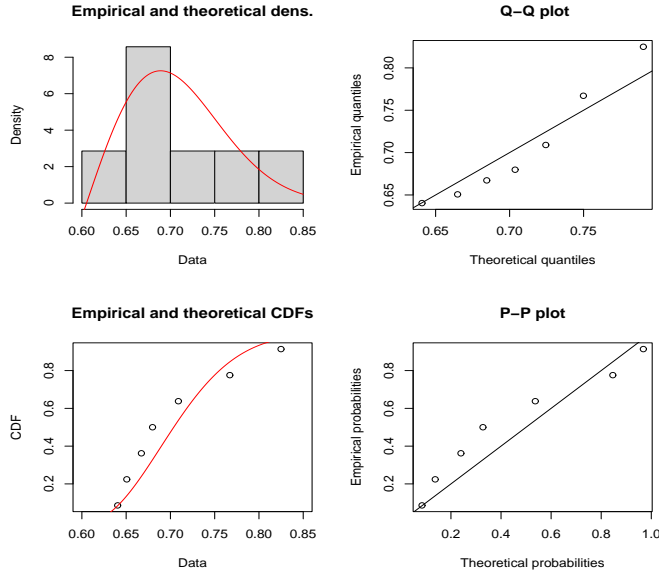 Empirical and theoretical dens.
Density
0 2 4 6 8
0.60 0.65 0.70 0.75 0.80 0.85
Data
Q−Q plot
Empirical quantiles
0.65 0.70 0.75 0.80
0.65 0.70 0.75
Theoretical quantiles
Empirical and theoretical CDFs
CDF
0.2 0.4 0.6 0.8
0.60 0.65 0.70 0.75 0.80 0.85
Data
P−P plot
Empirical probabilities
0.2 0.4 0.6 0.8
0.2 0.4 0.6 0.8 1.0
Theoretical probabilities